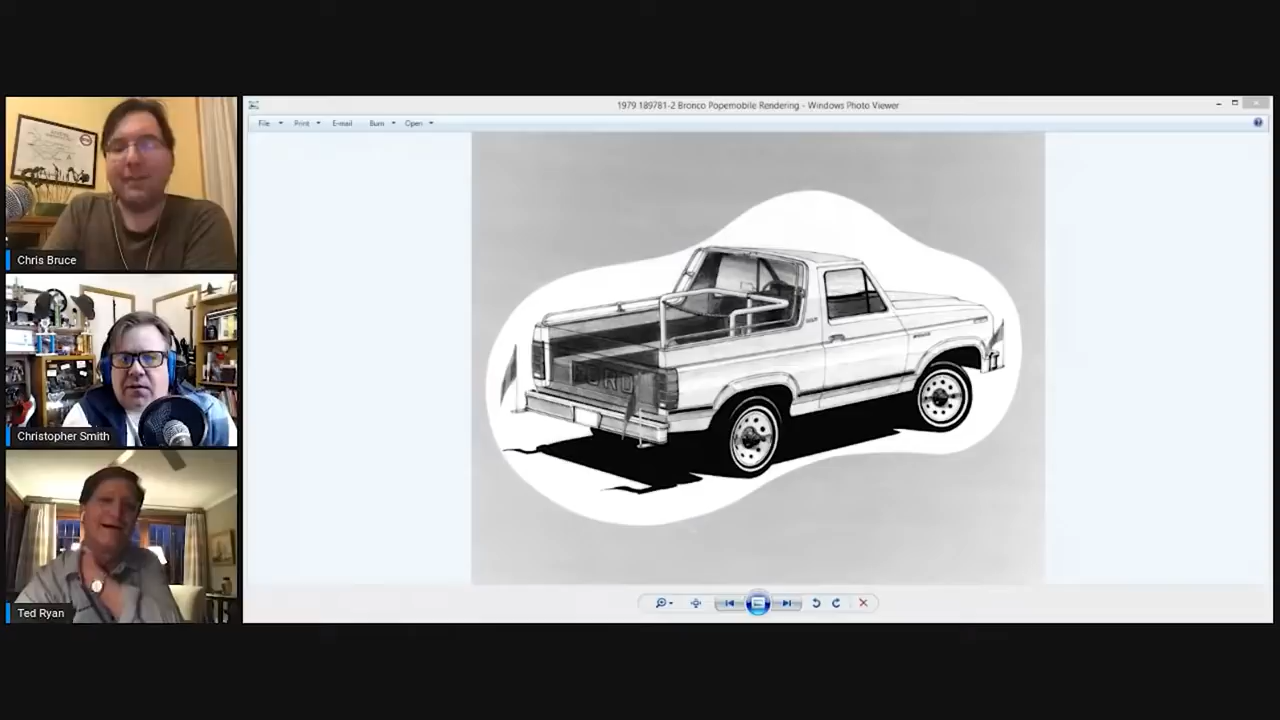 1979 189781-2 Bronco Popemobile Rendering - Windows Photo Viewer
File Print E-mail Burn Open
Chris Bruce
Christopher Smith
Ted Ryan
FORD